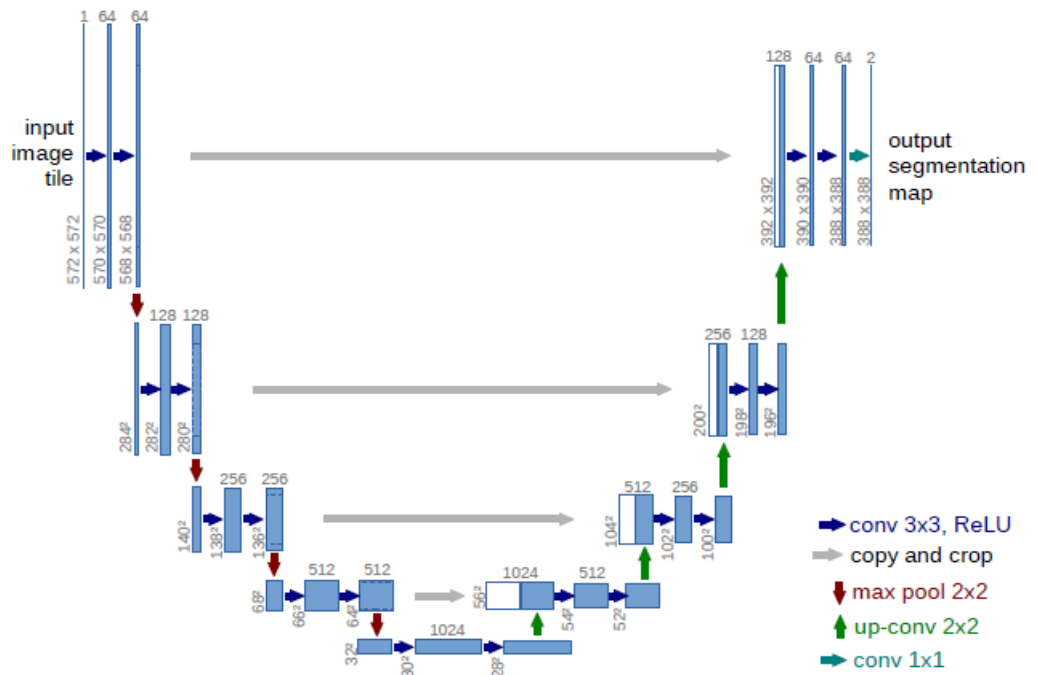 1 64 64
input
image
tile
572 x 572
570 x 570
568 x 568
128 64 64 2
output
segmentation
map
392 x 392
390 x 390
388 x 388
388 x 388
128 128
284²
282²
280²
256 128
200²
198²
196²
256 256
140²
138²
136²
512 256
104²
102²
100²
512 512
68²
66²
64²
1024 512
56²
54²
52²
1024
32²
30²
28²
conv 3x3, ReLU
copy and crop
max pool 2x2
up-conv 2x2
conv 1x1